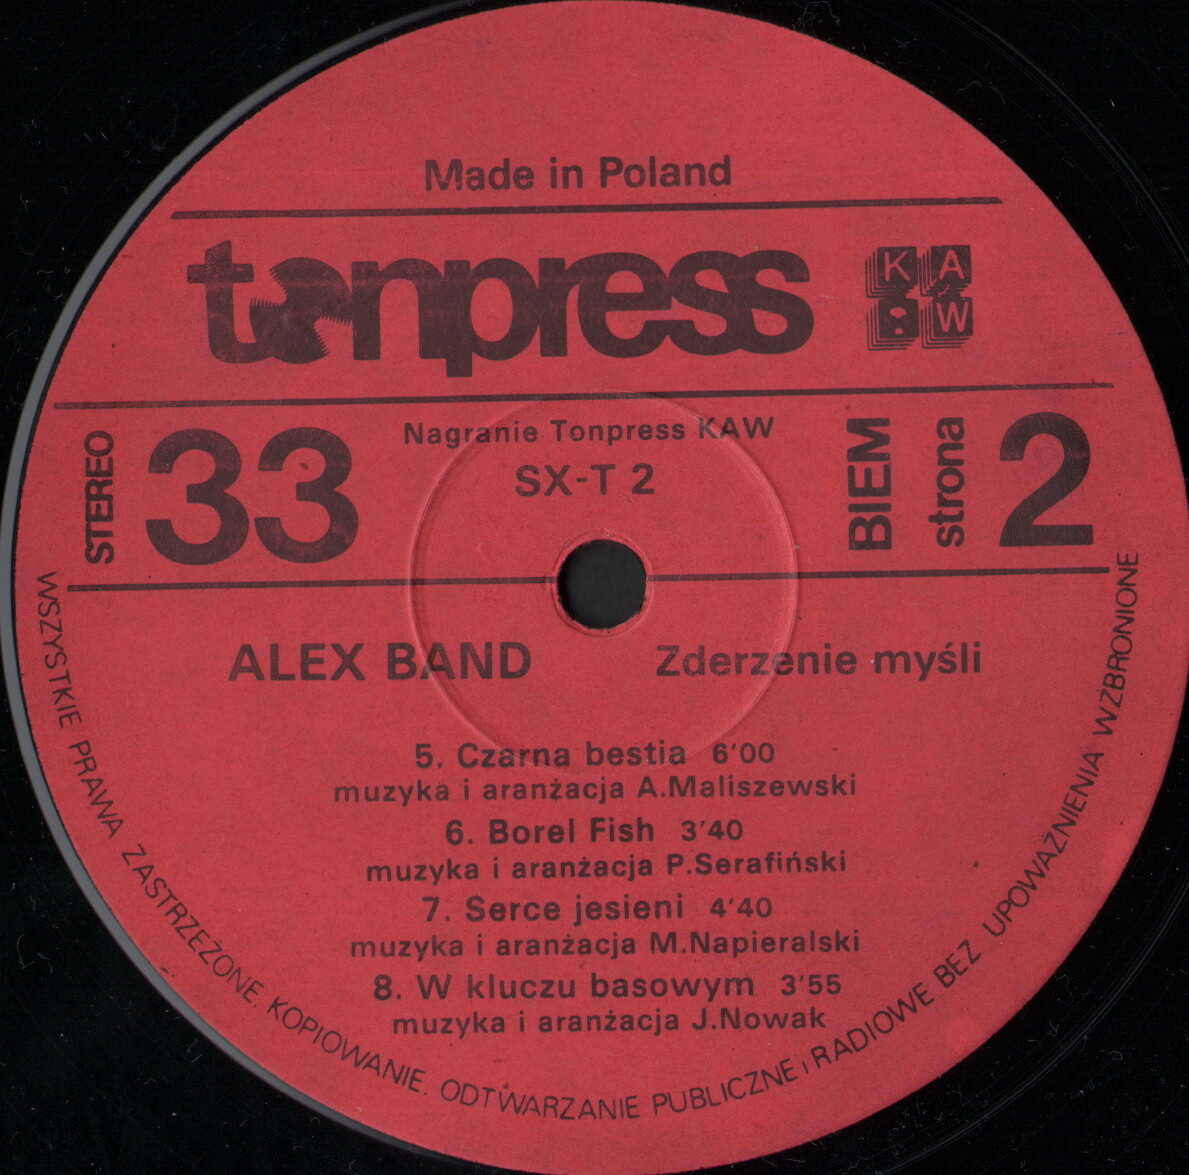 Made in Poland
tonpress KAW
STEREO 33 Nagranie Tonpress KAW BIEM strona 2
SX-T 2
ALEX BAND Zderzenie myśli
5. Czarna bestia 6'00
muzyka i aranżacja A.Maliszewski
6. Borel Fish 3'40
muzyka i aranżacja P.Serafiński
7. Serce jesieni 4'40
muzyka i aranżacja M.Napieralski
8. W kluczu basowym 3'55
muzyka i aranżacja J.Nowak
WSZYSTKIE PRAWA ZASTRZEŻONE. KOPIOWANIE. ODTWARZANIE PUBLICZNE i RADIOWE BEZ UPOWAŻNIENIA WZBRONIONE